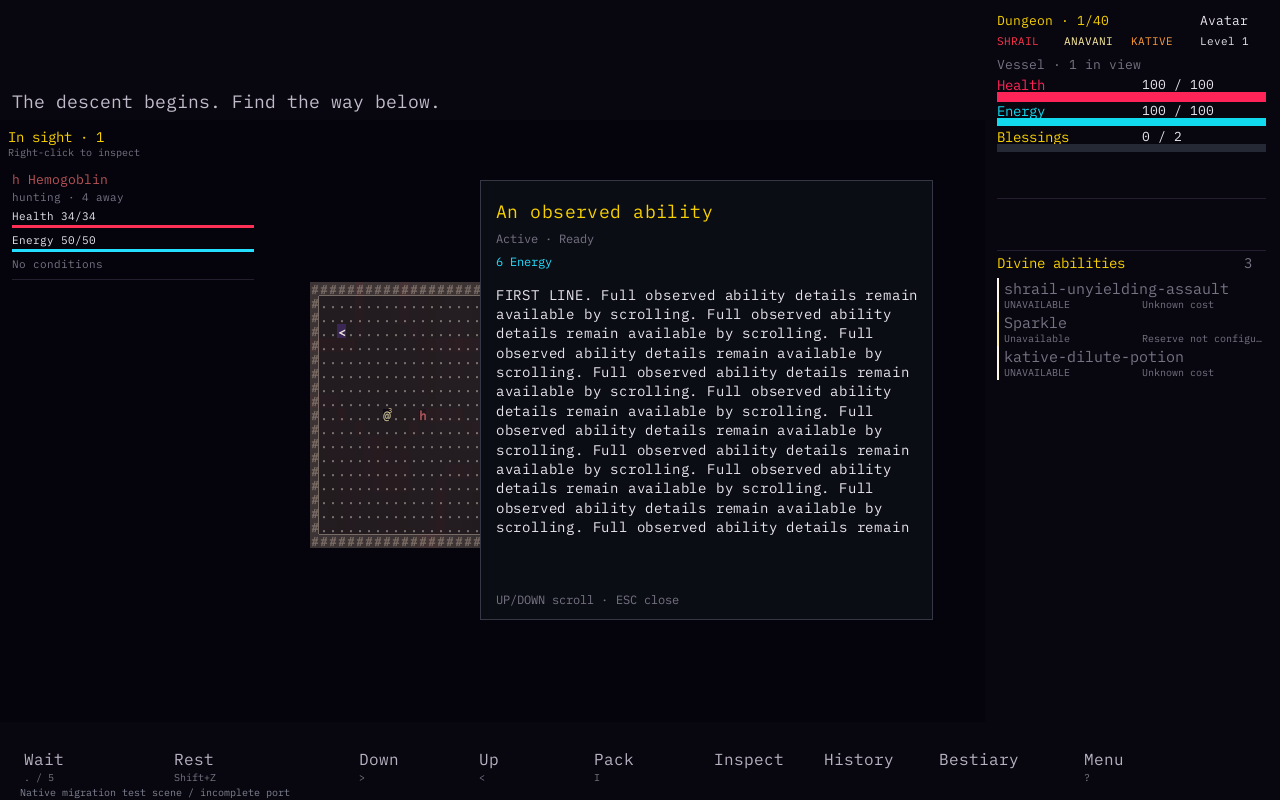 The descent begins. Find the way below.
In sight · 1
Right-click to inspect
h Hemogoblin
hunting · 4 away
Health 34/34
Energy 50/50
No conditions
An observed ability
Active · Ready
6 Energy
FIRST LINE. Full observed ability details remain
available by scrolling. Full observed ability
details remain available by scrolling. Full
observed ability details remain available by
scrolling. Full observed ability details remain
available by scrolling. Full observed ability
details remain available by scrolling. Full
observed ability details remain available by
scrolling. Full observed ability details remain
available by scrolling. Full observed ability
details remain available by scrolling. Full
observed ability details remain available by
scrolling. Full observed ability details remain
UP/DOWN scroll · ESC close
Dungeon · 1/40 Avatar
SHRAIL ANAVANI KATIVE Level 1
Vessel · 1 in view
Health 100 / 100
Energy 100 / 100
Blessings 0 / 2
Divine abilities 3
shrail-unyielding-assault
UNAVAILABLE Unknown cost
Sparkle
Unavailable Reserve not configu…
kative-dilute-potion
UNAVAILABLE Unknown cost
Wait Rest Down Up Pack Inspect History Bestiary Menu
. / 5 Shift+Z > < I ?
Native migration test scene / incomplete port